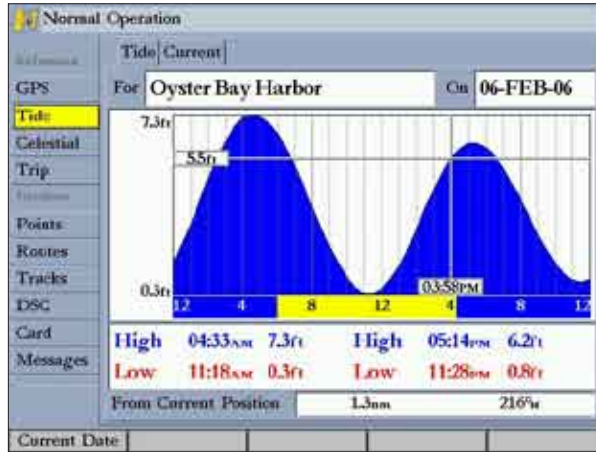 Normal Operation
Reference
GPS
Tide
Celestial
Trip
Points
Routes
Tracks
DSC
Card
Messages
Tide Current
For Oyster Bay Harbor On 06-FEB-06
7.3ft
5.5ft
0.3ft
03:58PM
12 4 8 12 4 8 12
High 04:33AM 7.3ft High 05:14PM 6.2ft
Low 11:18AM 0.3ft Low 11:28PM 0.8ft
From Current Position 1.3nm 216°M
Current Date